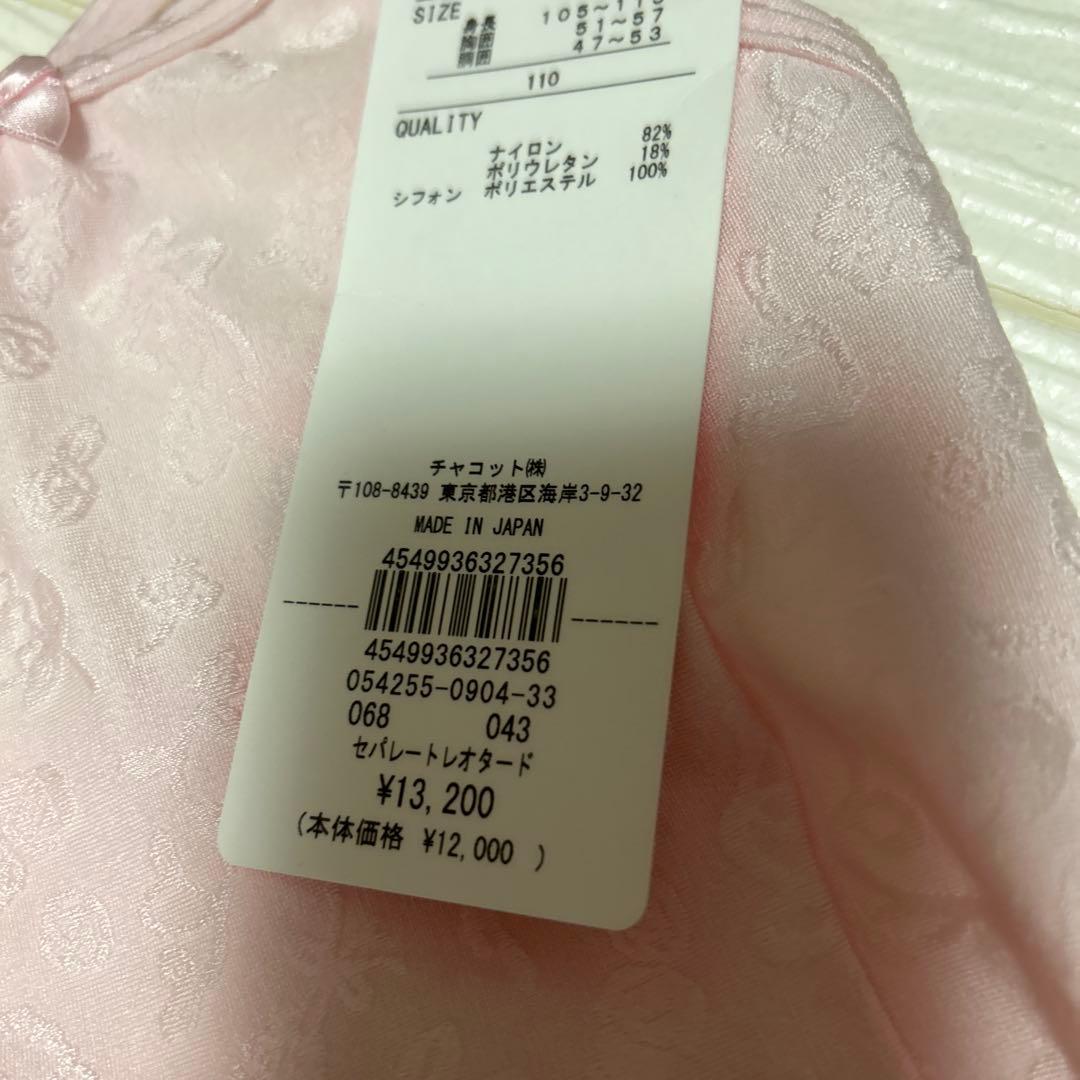 SIZE
身長 105~115
胸囲 51~57
胴囲 47~53
110
QUALITY
ナイロン 82%
ポリウレタン 18%
シフォン ポリエステル 100%
チャコット㈱
〒108-8439 東京都港区海岸3-9-32
MADE IN JAPAN
4549936327356
4549936327356
054255-0904-33
068 043
セパレートレオタード
¥13,200
(本体価格 ¥12,000 )